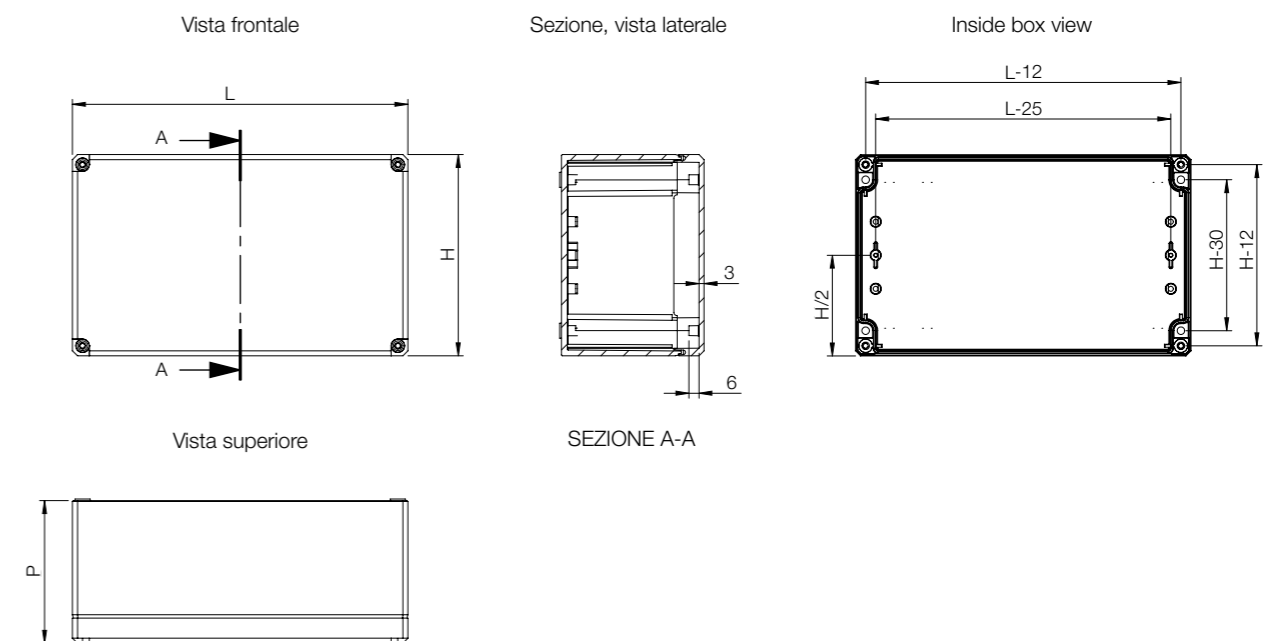 Vista frontale
Sezione, vista laterale
Inside box view
L
A
H
A
3
6
L-12
L-25
H/2
H-30
H-12
Vista superiore
SEZIONE A-A
P